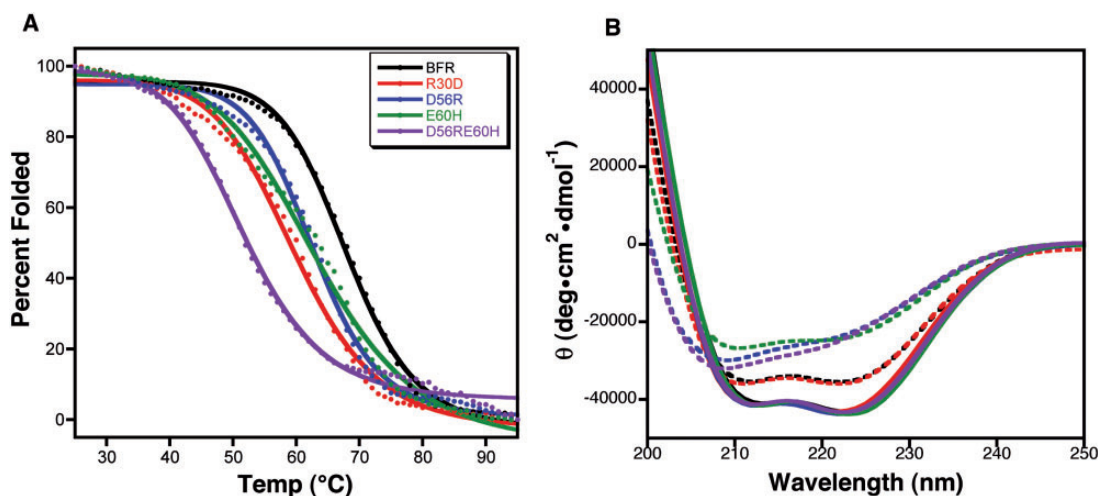 A
Percent Folded
100
80
60
40
20
0
30 40 50 60 70 80 90
Temp (°C)
BFR
R30D
D56R
E60H
D56RE60H
B
θ (deg•cm²•dmol⁻¹)
40000
20000
0
-20000
-40000
200 210 220 230 240 250
Wavelength (nm)